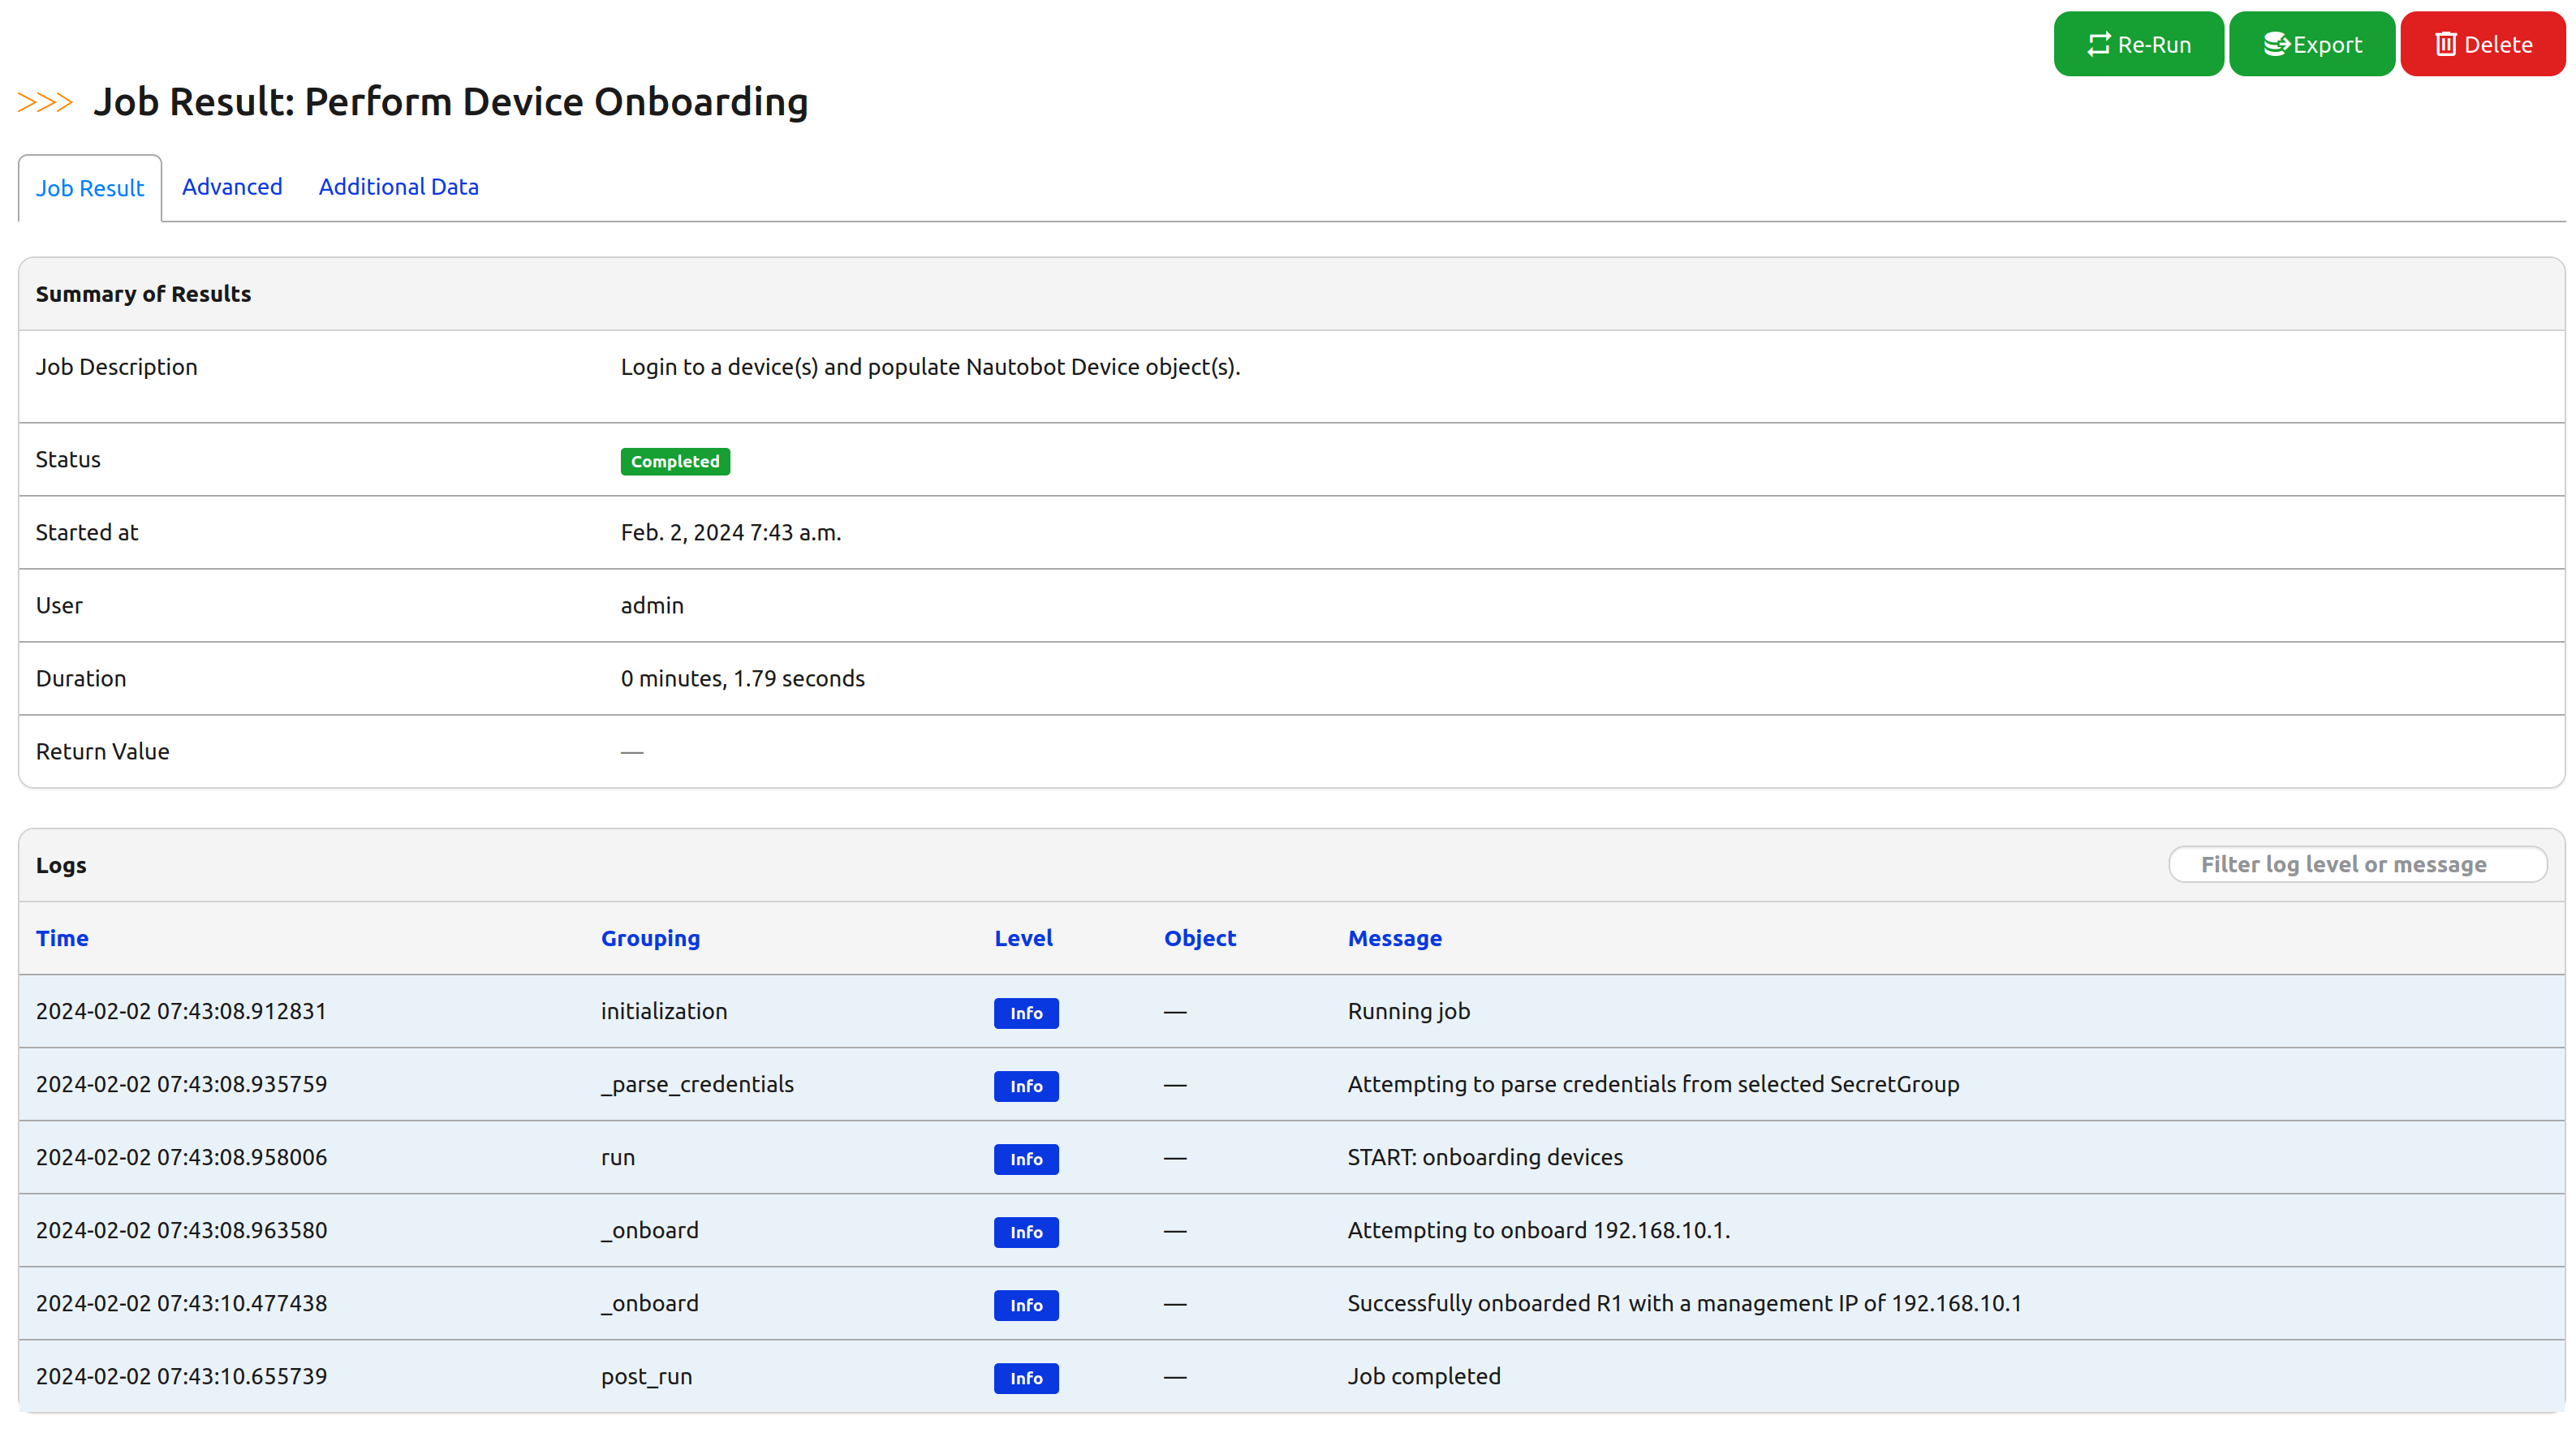 Re-Run Export Delete
>>> Job Result: Perform Device Onboarding
Job Result Advanced Additional Data
Summary of Results
Job Description Login to a device(s) and populate Nautobot Device object(s).
Status Completed
Started at Feb. 2, 2024 7:43 a.m.
User admin
Duration 0 minutes, 1.79 seconds
Return Value —
Logs Filter log level or message
Time Grouping Level Object Message
2024-02-02 07:43:08.912831 initialization Info — Running job
2024-02-02 07:43:08.935759 _parse_credentials Info — Attempting to parse credentials from selected SecretGroup
2024-02-02 07:43:08.958006 run Info — START: onboarding devices
2024-02-02 07:43:08.963580 _onboard Info — Attempting to onboard 192.168.10.1.
2024-02-02 07:43:10.477438 _onboard Info — Successfully onboarded R1 with a management IP of 192.168.10.1
2024-02-02 07:43:10.655739 post_run Info — Job completed